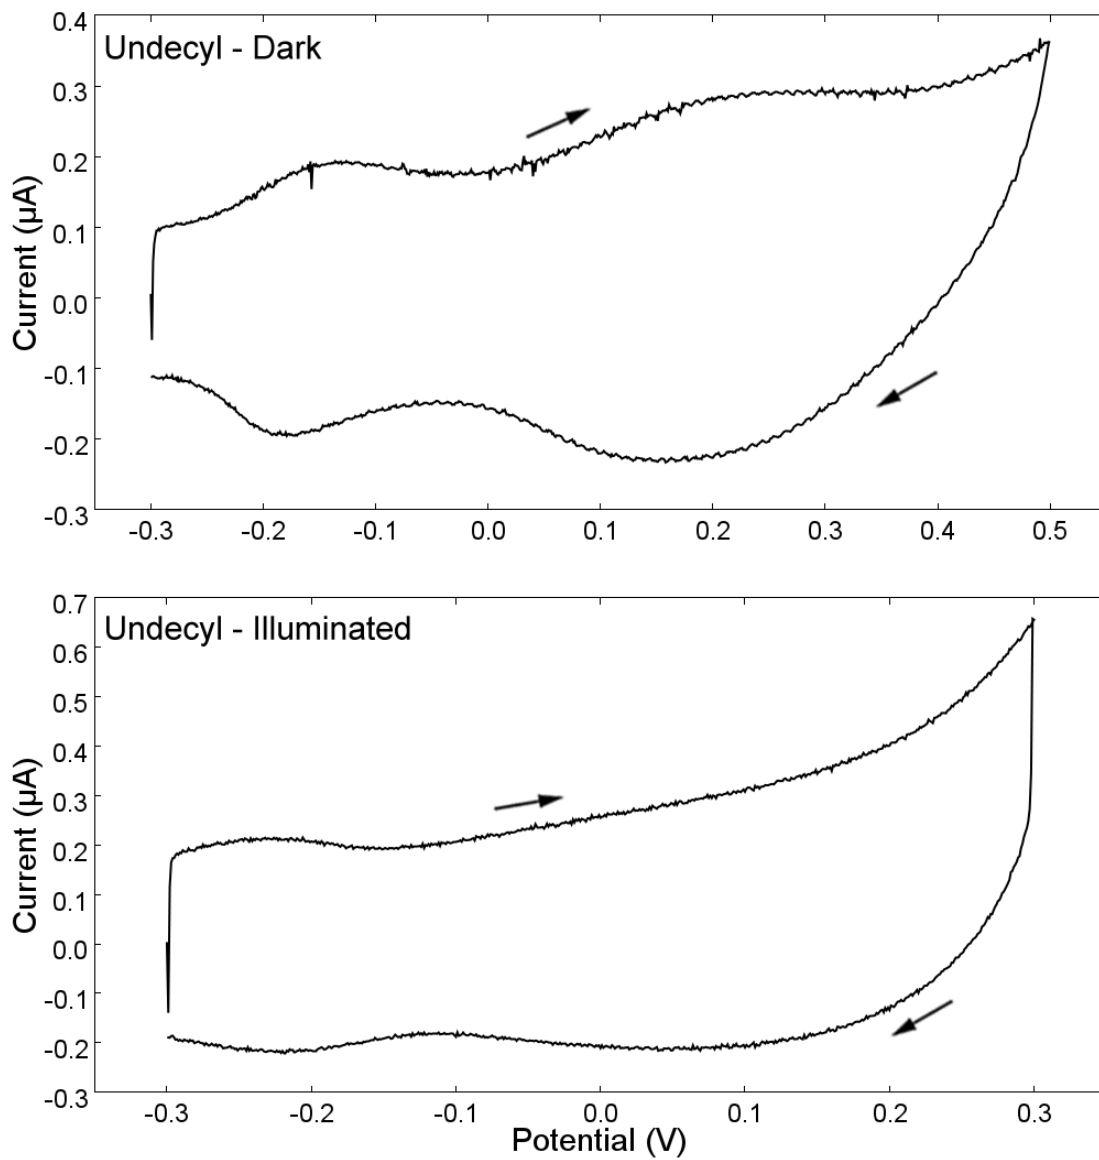 Undecyl - Dark
Current (µA)
0.4
0.3
0.2
0.1
0.0
-0.1
-0.2
-0.3
-0.3 -0.2 -0.1 0.0 0.1 0.2 0.3 0.4 0.5
Undecyl - Illuminated
Current (µA)
0.7
0.6
0.5
0.4
0.3
0.2
0.1
0.0
-0.1
-0.2
-0.3
-0.3 -0.2 -0.1 0.0 0.1 0.2 0.3
Potential (V)